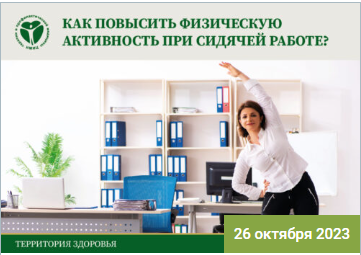 КАК ПОВЫСИТЬ ФИЗИЧЕСКУЮ
АКТИВНОСТЬ ПРИ СИДЯЧЕЙ РАБОТЕ?
26 октября 2023
ТЕРРИТОРИЯ ЗДОРОВЬЯ